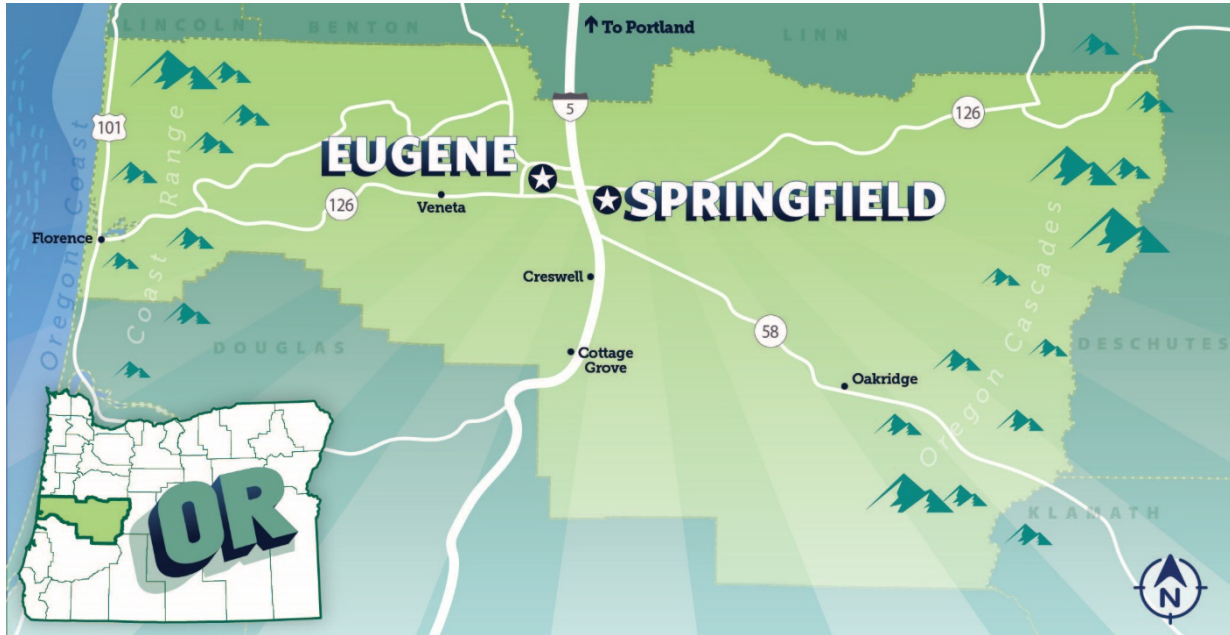 LINCOLN
BENTON
To Portland
LINN
5
101
126
EUGENE
SPRINGFIELD
126
Veneta
Florence
Oregon Coast
Coast Range
Creswell
58
DOUGLAS
Cottage
Grove
Oakridge
DESCHUTES
Oregon Cascades
KLAMATH
OR
N